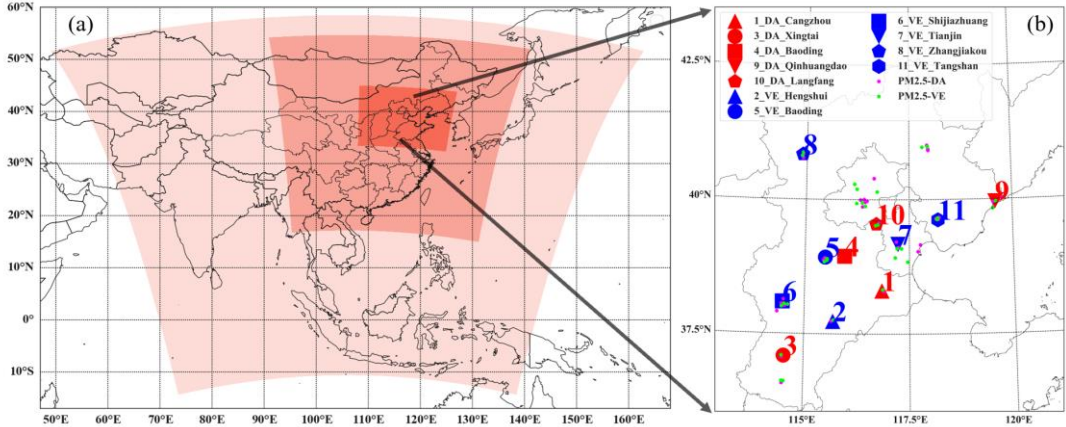 (a)
60°N
50°N
40°N
30°N
20°N
10°N
0°
10°S
50°E 60°E 70°E 80°E 90°E 100°E 110°E 120°E 130°E 140°E 150°E 160°E
(b)
1_DA_Cangzhou
3_DA_Xingtai
4_DA_Baoding
9_DA_Qinhuangdao
10_DA_Langfang
2_VE_Hengshui
5_VE_Baoding
6_VE_Shijiazhuang
7_VE_Tianjin
8_VE_Zhangjiakou
11_VE_Tangshan
PM2.5-DA
PM2.5-VE
42.5°N
40°N
37.5°N
8
9
10
11
7
5
4
6
1
2
3
115°E 117.5°E 120°E